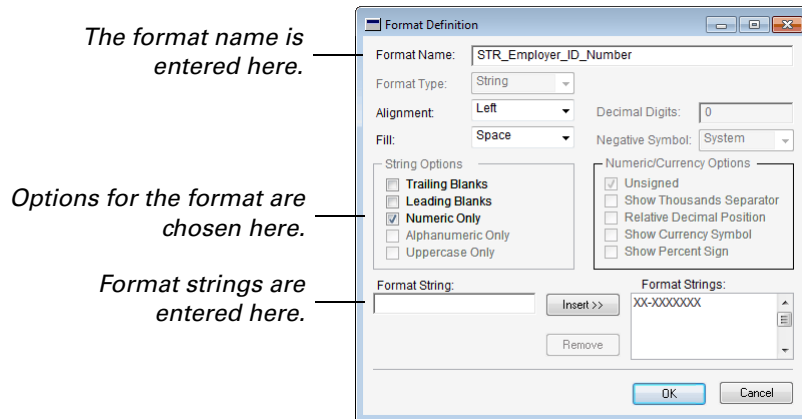 Format Definition
The format name is
entered here.
Format Name: STR_Employer_ID_Number
Format Type: String
Alignment: Left
Decimal Digits: 0
Fill: Space
Negative Symbol: System
String Options
Numeric/Currency Options
Trailing Blanks
Unsigned
Leading Blanks
Show Thousands Separator
Options for the format are
chosen here.
Numeric Only
Relative Decimal Position
Alphanumeric Only
Show Currency Symbol
Uppercase Only
Show Percent Sign
Format strings are
entered here.
Format String:
Format Strings:
Insert >>
XX-XXXXXXX
Remove
OK
Cancel